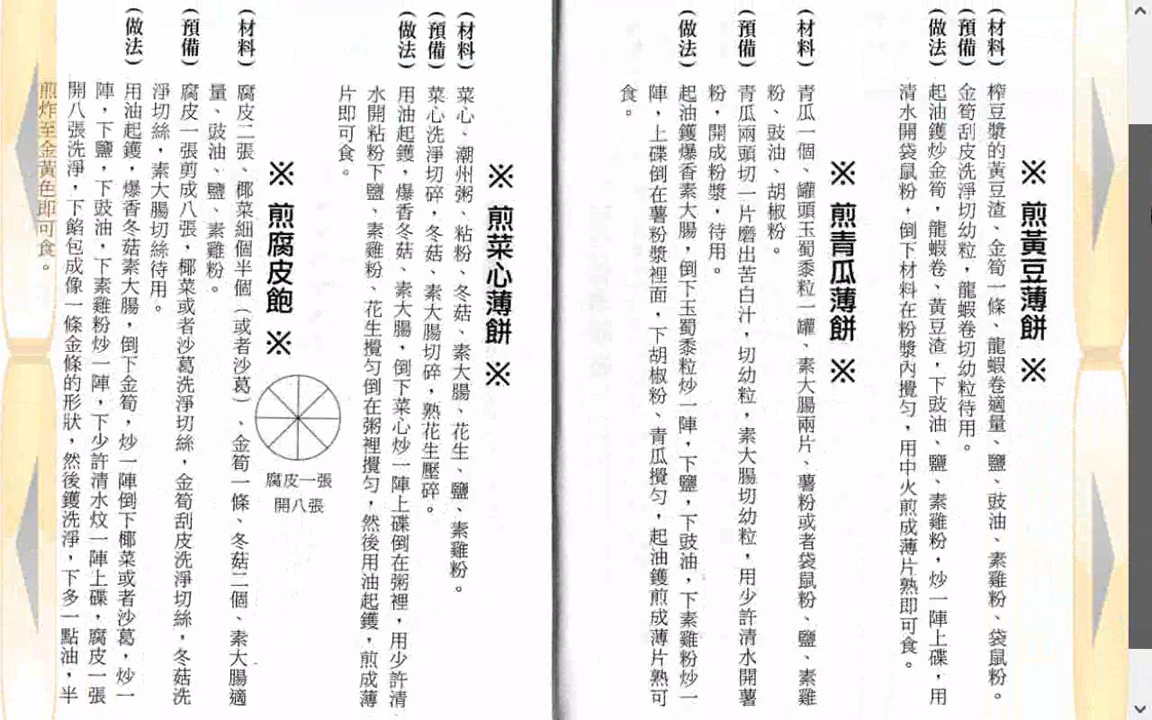 ※ 煎黃豆薄餅 ※
(材料) 榨豆漿的黃豆渣、金筍一條、龍蝦卷適量、鹽、豉油、素雞粉、袋鼠粉。
(預備) 金筍刮皮洗淨切幼粒，龍蝦卷切幼粒待用。
(做法) 起油鑊炒金筍，龍蝦卷、黃豆渣，下豉油、鹽、素雞粉，炒一陣上碟，用
清水開袋鼠粉，倒下材料在粉漿內攪勻，用中火煎成薄片熟即可食。
※ 煎青瓜薄餅 ※
(材料) 青瓜一個、罐頭玉蜀黍粒一罐、素大腸兩片、薯粉或者袋鼠粉、鹽、素雞
粉、豉油、胡椒粉。
(預備) 青瓜兩頭切一片磨出苦白汁，切幼粒，素大腸切幼粒，用少許清水開薯
粉，開成粉漿，待用。
(做法) 起油鑊爆香素大腸，倒下玉蜀黍粒炒一陣，下鹽，下豉油，下素雞粉炒一
陣，上碟倒在薯粉漿裡面，下胡椒粉、青瓜攪勻，起油鑊煎成薄片熟可
食。
※ 煎菜心薄餅 ※
(材料) 菜心、潮州粥、粘粉、冬菇、素大腸、花生、鹽、素雞粉。
(預備) 菜心洗淨切碎，冬菇、素大腸切碎，熟花生壓碎。
(做法) 用油起鑊，爆香冬菇、素大腸，倒下菜心炒一陣上碟倒在粥裡，用少許清
水開粘粉下鹽、素雞粉、花生攪勻倒在粥裡攪勻，然後用油起鑊，煎成薄
片即可食。
※ 煎腐皮飽 ※
腐皮一張
開八張
(材料) 腐皮二張、椰菜細個半個（或者沙葛）、金筍一條、冬菇二個、素大腸適
量、豉油、鹽、素雞粉。
(預備) 腐皮一張剪成八張，椰菜或者沙葛洗淨切絲，金筍刮皮洗淨切絲，冬菇洗
淨切絲，素大腸切絲待用。
(做法) 用油起鑊，爆香冬菇素大腸，倒下金筍，炒一陣倒下椰菜或者沙葛，炒一
陣，下鹽，下豉油，下素雞粉炒一陣，下少許清水炆一陣上碟，腐皮一張
開八張洗淨，下餡包成像一條金條的形狀，然後鑊洗淨，下多一點油，半
煎炸至金黃色即可食。